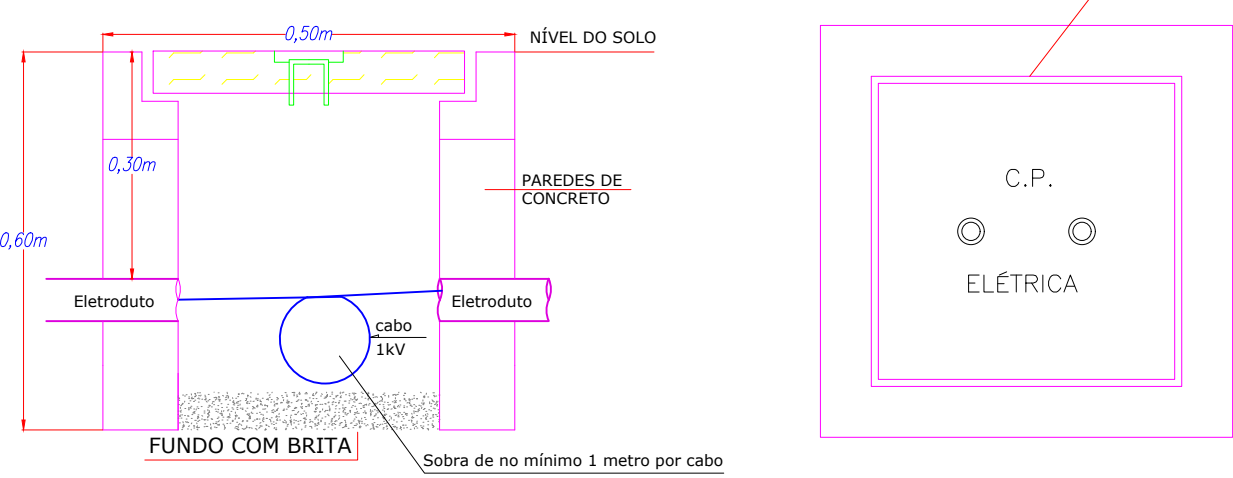 0,50m
NÍVEL DO SOLO
0,30m
PAREDES DE
CONCRETO
0,60m
Eletroduto
Eletroduto
cabo
1kV
FUNDO COM BRITA
Sobra de no mínimo 1 metro por cabo
C.P.
ELÉTRICA